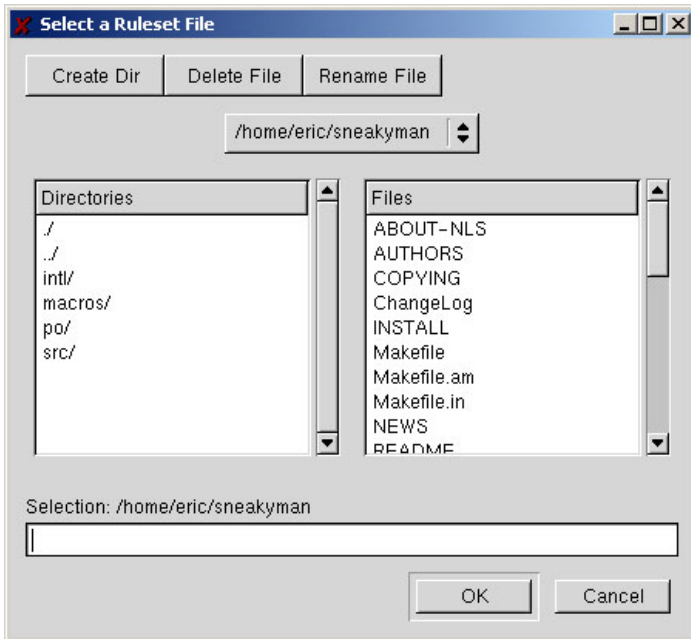 Select a Ruleset File
Create Dir Delete File Rename File
/home/eric/sneakyman
Directories
./
../
intl/
macros/
po/
src/
Files
ABOUT-NLS
AUTHORS
COPYING
ChangeLog
INSTALL
Makefile
Makefile.am
Makefile.in
NEWS
README
Selection: /home/eric/sneakyman
OK Cancel